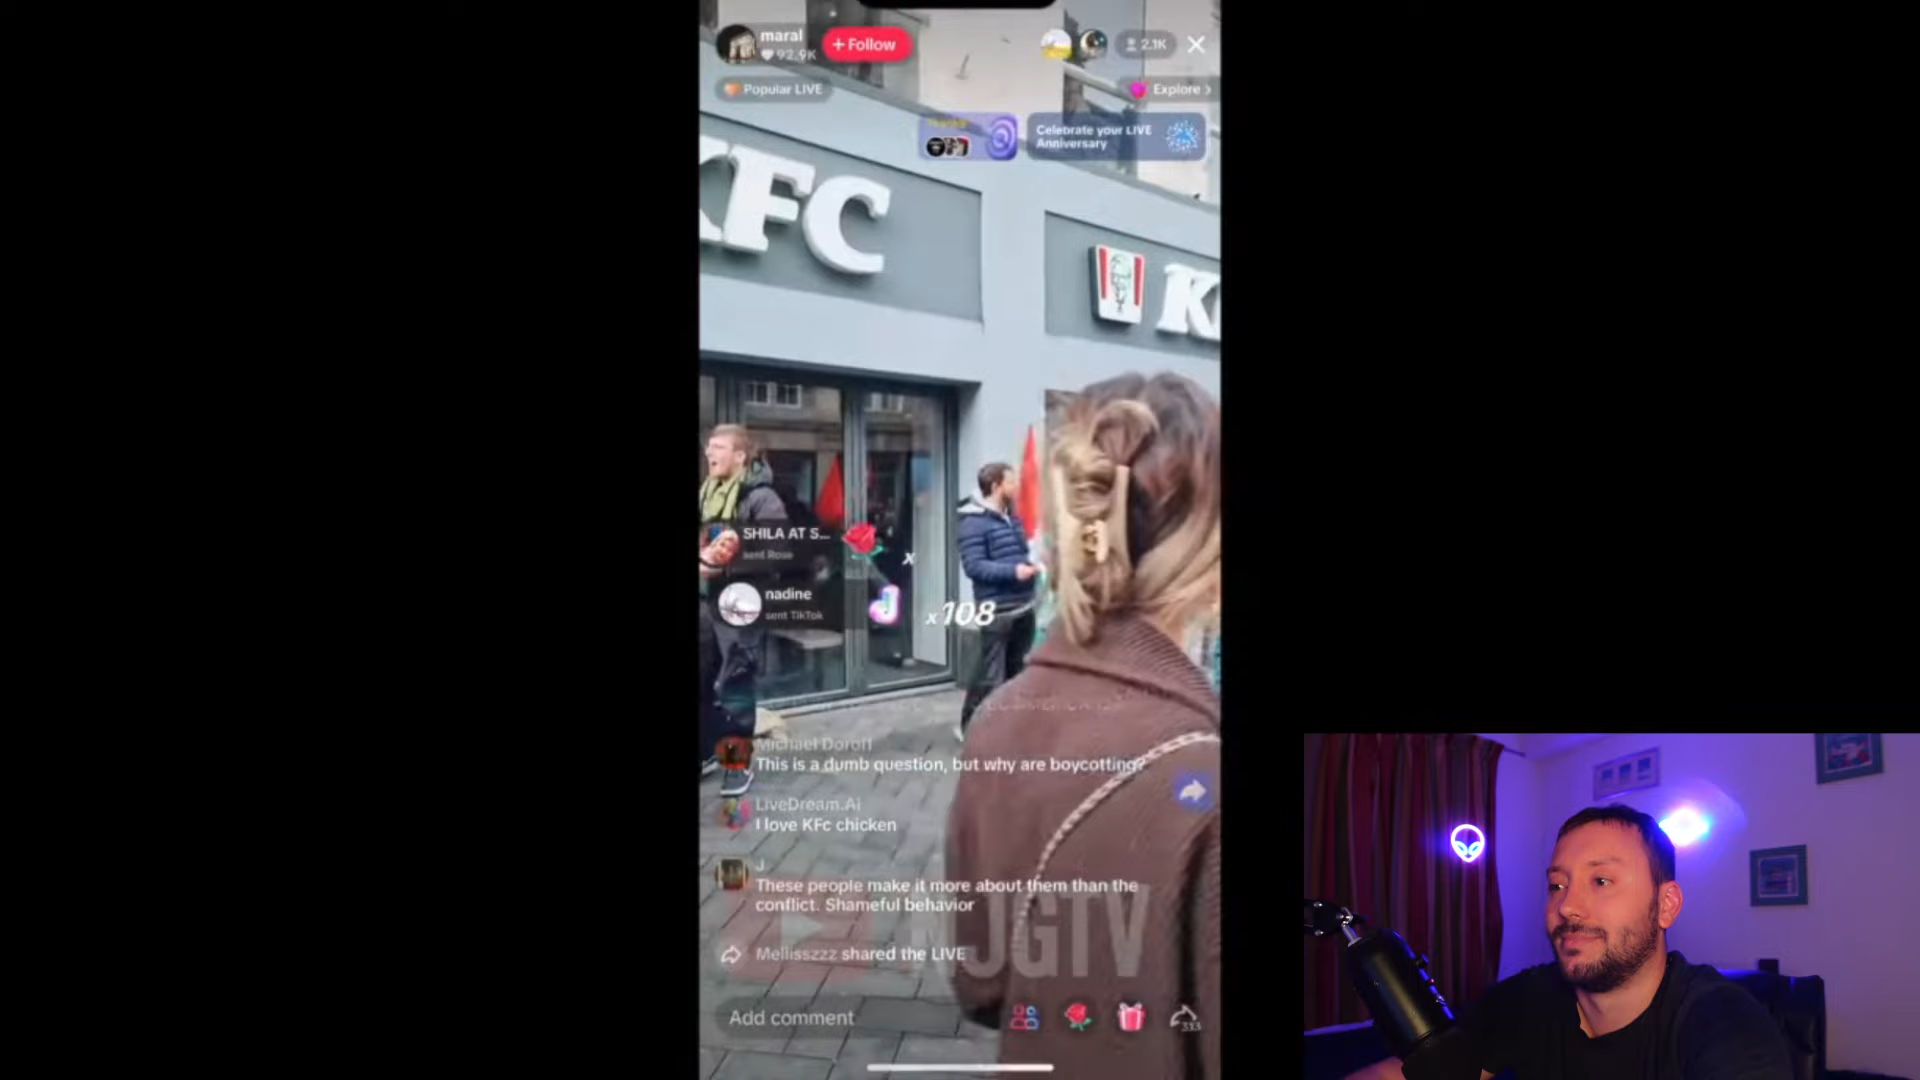 maral
92.9K
+ Follow
2.1K
Popular LIVE
Explore >
Celebrate your LIVE
Anniversary
KFC
SHILA AT S...
sent Rose
x
nadine
sent TikTok
x108
Michael Doroff
This is a dumb question, but why are boycotting?
LiveDream.Ai
I love KFc chicken
J
These people make it more about them than the
conflict. Shameful behavior
NJGTV
Mellisszzz shared the LIVE
Add comment
333